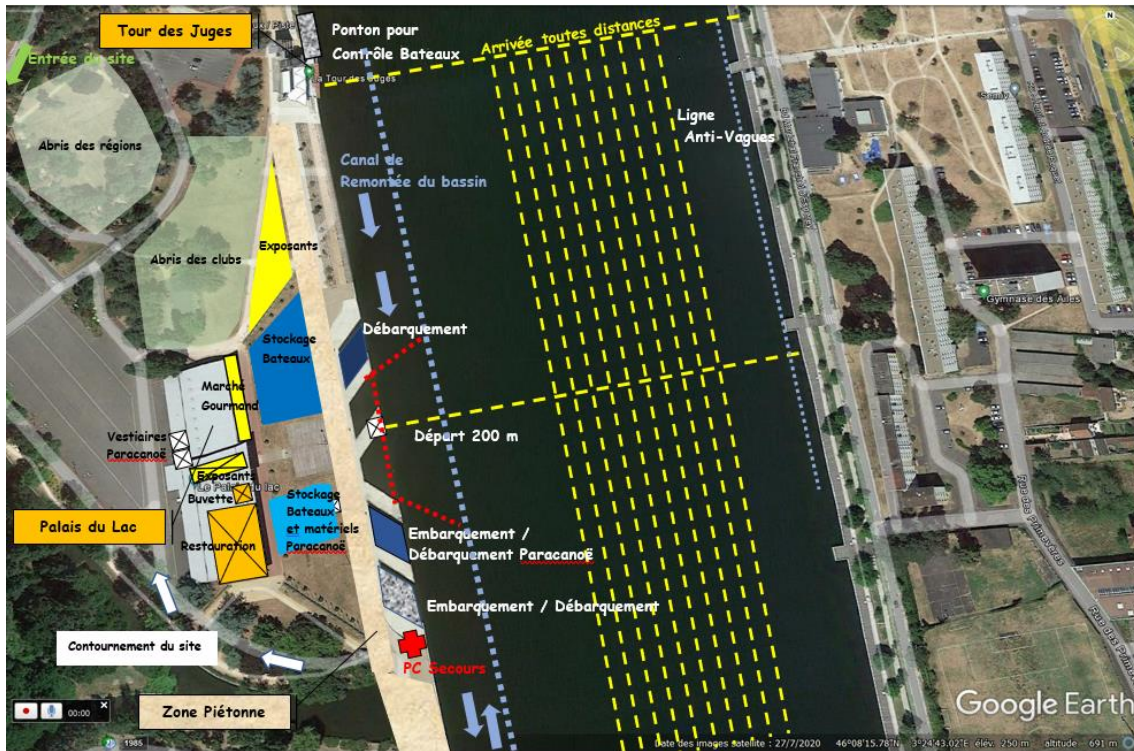 Tour des Juges
Ponton pour
Contrôle Bateaux
La Tour des Juges
Entrée du site
Arrivée toutes distances
Ligne
Anti-Vagues
Abris des régions
Canal de
Remontée du bassin
Exposants
Abris des clubs
Débarquement
Stockage
Bateaux
Marché
Gourmand
Départ 200 m
Vestiaires
Paracanoë
Exposants
Buvette
Palais du Lac
Restauration
Stockage
Bateaux
et matériels
Paracanoë
Embarquement /
Débarquement Paracanoë
Embarquement / Débarquement
Contournement du site
PC Secours
Zone Piétonne
Semiv
Gymnase des Ailes
Rue des Primevères
N
00:00
1985
Google Earth
Date des images satellite : 27/7/2020 46°08'15.78"N 3°24'43.02"E élév. 250 m altitude 691 m